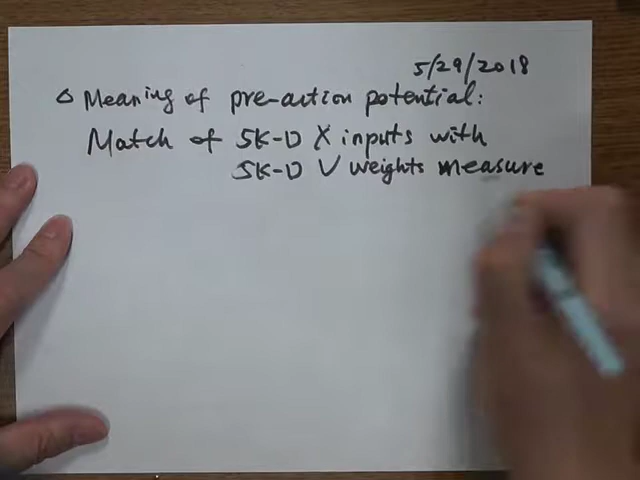 5/29/2018
Meaning of pre-action potential:
Match of 5K-D X inputs with
5K-D V weights measure